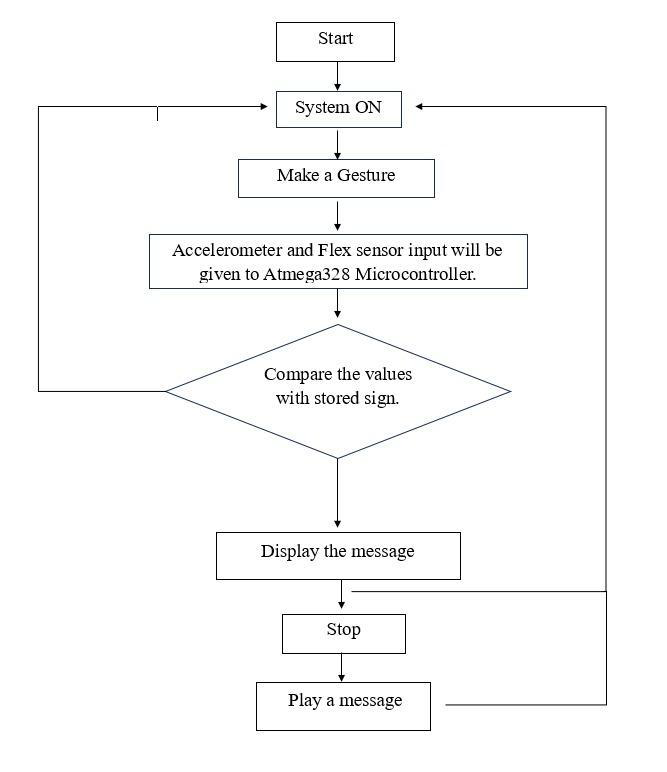 Start
System ON
Make a Gesture
Accelerometer and Flex sensor input will be
given to Atmega328 Microcontroller.
Compare the values
with stored sign.
Display the message
Stop
Play a message